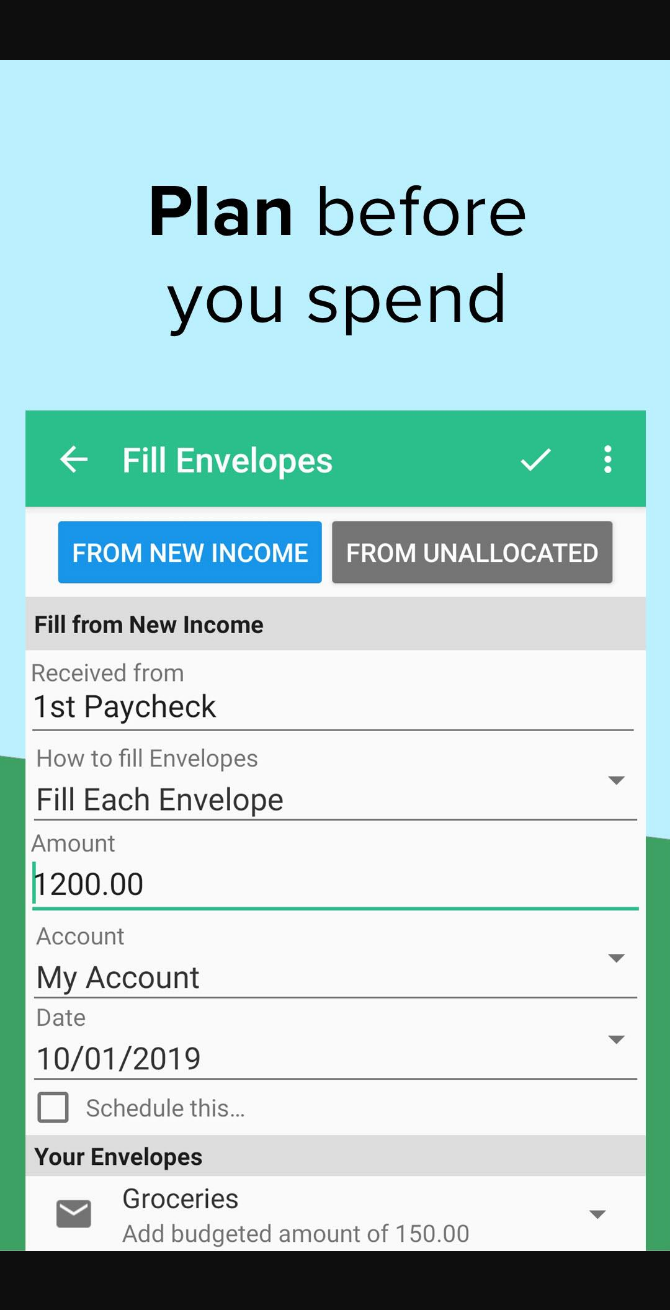 Plan before
you spend
Fill Envelopes
FROM NEW INCOME
FROM UNALLOCATED
Fill from New Income
Received from
1st Paycheck
How to fill Envelopes
Fill Each Envelope
Amount
1200.00
Account
My Account
Date
10/01/2019
Schedule this...
Your Envelopes
Groceries
Add budgeted amount of 150.00